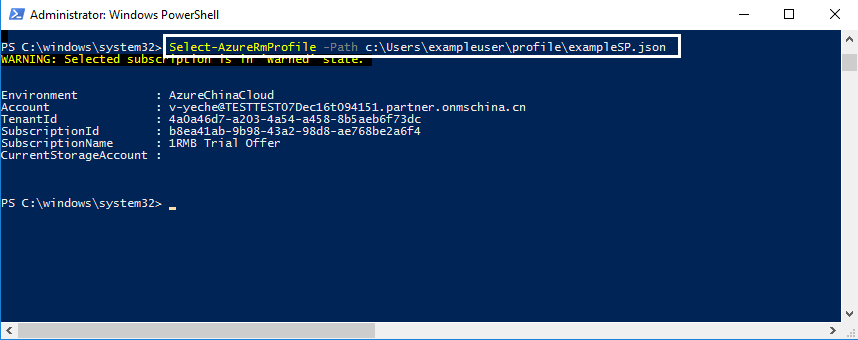 Administrator: Windows PowerShell
PS C:\windows\system32> Select-AzureRmProfile -Path c:\Users\exampleuser\profile\exampleSP.json
WARNING: Selected subscription is in 'Warned' state.
Environment : AzureChinaCloud
Account : v-yeche@TESTTEST07Dec16t094151.partner.onmschina.cn
TenantId : 4a0a46d7-a203-4a54-a458-8b5aeb6f73dc
SubscriptionId : b8ea41ab-9b98-43a2-98d8-ae768be2a6f4
SubscriptionName : 1RMB Trial Offer
CurrentStorageAccount :
PS C:\windows\system32>